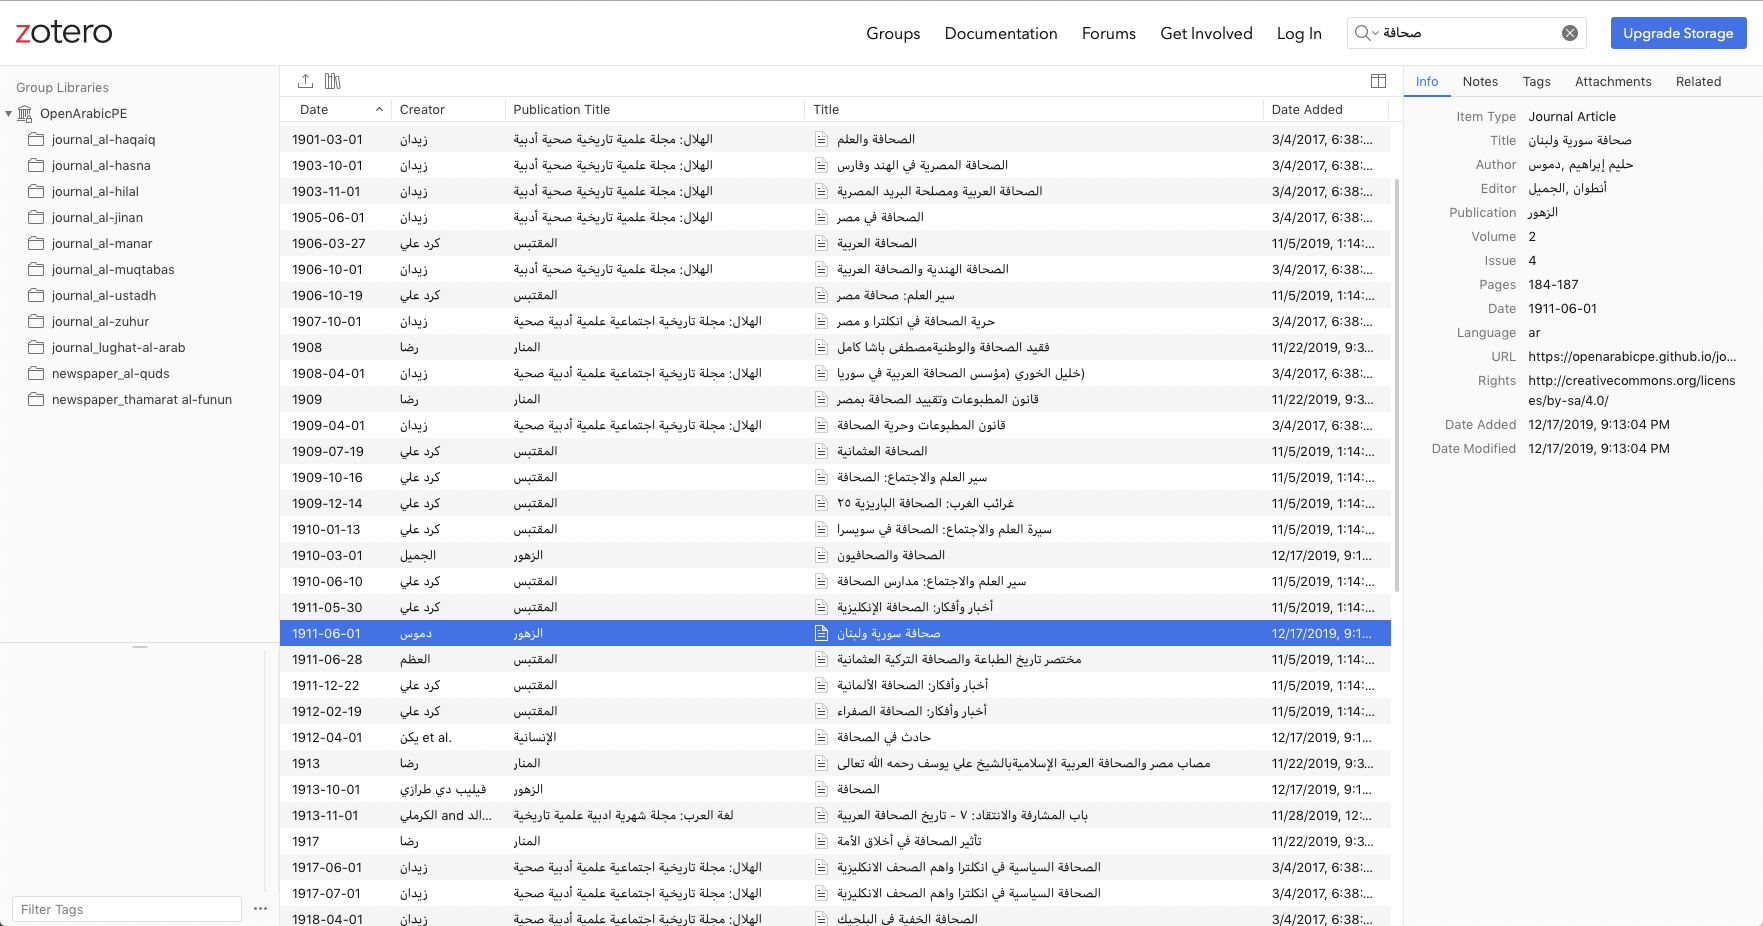 zotero
Groups Documentation Forums Get Involved Log In صحافة Upgrade Storage
Group Libraries
OpenArabicPE
journal_al-haqaiq
journal_al-hasna
journal_al-hilal
journal_al-jinan
journal_al-manar
journal_al-muqtabas
journal_al-ustadh
journal_al-zuhur
journal_lughat-al-arab
newspaper_al-quds
newspaper_thamarat al-funun
Filter Tags
Date Creator Publication Title Title Date Added
1901-03-01 زيدان الهلال: مجلة علمية تاريخية صحية أدبية الصحافة والعلم 3/4/2017, 6:38:...
1903-10-01 زيدان الهلال: مجلة علمية تاريخية صحية أدبية الصحافة المصرية في الهند وفارس 3/4/2017, 6:38:...
1903-11-01 زيدان الهلال: مجلة علمية تاريخية صحية أدبية الصحافة العربية ومصلحة البريد المصرية 3/4/2017, 6:38:...
1905-06-01 زيدان الهلال: مجلة علمية تاريخية صحية أدبية الصحافة في مصر 3/4/2017, 6:38:...
1906-03-27 كرد علي المقتبس الصحافة العربية 11/5/2019, 1:14:...
1906-10-01 زيدان الهلال: مجلة علمية تاريخية صحية أدبية الصحافة الهندية والصحافة العربية 3/4/2017, 6:38:...
1906-10-19 كرد علي المقتبس سير العلم: صحافة مصر 11/5/2019, 1:14:...
1907-10-01 زيدان الهلال: مجلة تاريخية اجتماعية علمية أدبية صحية حرية الصحافة في انكلترا و مصر 3/4/2017, 6:38:...
1908 رضا المنار فقيد الصحافة والوطنيةمصطفى باشا كامل 11/22/2019, 9:3...
1908-04-01 زيدان الهلال: مجلة تاريخية اجتماعية علمية أدبية صحية خليل الخوري (مؤسس الصحافة العربية في سوريا) 3/4/2017, 6:38:...
1909 رضا المنار قانون المطبوعات وتقييد الصحافة بمصر 11/22/2019, 9:3...
1909-04-01 زيدان الهلال: مجلة تاريخية اجتماعية علمية أدبية صحية قانون المطبوعات وحرية الصحافة 3/4/2017, 6:38:...
1909-07-19 كرد علي المقتبس الصحافة العثمانية 11/5/2019, 1:14:...
1909-10-16 كرد علي المقتبس سير العلم والاجتماع: الصحافة 11/5/2019, 1:14:...
1909-12-14 كرد علي المقتبس غرائب الغرب: الصحافة الباريزية ٢٥ 11/5/2019, 1:14:...
1910-01-13 كرد علي المقتبس سيرة العلم والاجتماع: الصحافة في سويسرا 11/5/2019, 1:14:...
1910-03-01 الجميل الزهور الصحافة والصحافيون 12/17/2019, 9:1...
1910-06-10 كرد علي المقتبس سير العلم والاجتماع: مدارس الصحافة 11/5/2019, 1:14:...
1911-05-30 كرد علي المقتبس أخبار وأفكار: الصحافة الإنكليزية 11/5/2019, 1:14:...
1911-06-01 دموس الزهور صحافة سورية ولبنان 12/17/2019, 9:1...
1911-06-28 العظم المقتبس مختصر تاريخ الطباعة والصحافة التركية العثمانية 11/5/2019, 1:14:...
1911-12-22 كرد علي المقتبس أخبار وأفكار: الصحافة الألمانية 11/5/2019, 1:14:...
1912-02-19 كرد علي المقتبس أخبار وأفكار: الصحافة الصفراء 11/5/2019, 1:14:...
1912-04-01 يكن et al. الإنسانية حادث في الصحافة 12/17/2019, 9:1...
1913 رضا المنار مصاب مصر والصحافة العربية الإسلاميةبالشيخ علي يوسف رحمه الله تعالى 11/22/2019, 9:3...
1913-10-01 فيليب دي طرازي الزهور الصحافة 12/17/2019, 9:1...
1913-11-01 الكرملي and الد... لغة العرب: مجلة شهرية ادبية علمية تاريخية باب المشارفة والانتقاد: ٧ - تاريخ الصحافة العربية 11/28/2019, 12:...
1917 رضا المنار تأثير الصحافة في أخلاق الأمة 11/22/2019, 9:3...
1917-06-01 زيدان الهلال: مجلة تاريخية اجتماعية علمية أدبية صحية الصحافة السياسية في انكلترا واهم الصحف الانكليزية 3/4/2017, 6:38:...
1917-07-01 زيدان الهلال: مجلة تاريخية اجتماعية علمية أدبية صحية الصحافة السياسية في انكلترا واهم الصحف الانكليزية 3/4/2017, 6:38:...
1918-04-01 زيدان الهلال: مجلة تاريخية اجتماعية علمية أدبية صحية الصحافة الخفية في البلجيك 3/4/2017, 6:38:...
Info Notes Tags Attachments Related
Item Type Journal Article
Title صحافة سورية ولبنان
Author دموس, حليم إبراهيم
Editor الجميل, أنطوان
Publication الزهور
Volume 2
Issue 4
Pages 184-187
Date 1911-06-01
Language ar
URL https://openarabicpe.github.io/jo...
Rights http://creativecommons.org/licens
es/by-sa/4.0/
Date Added 12/17/2019, 9:13:04 PM
Date Modified 12/17/2019, 9:13:04 PM